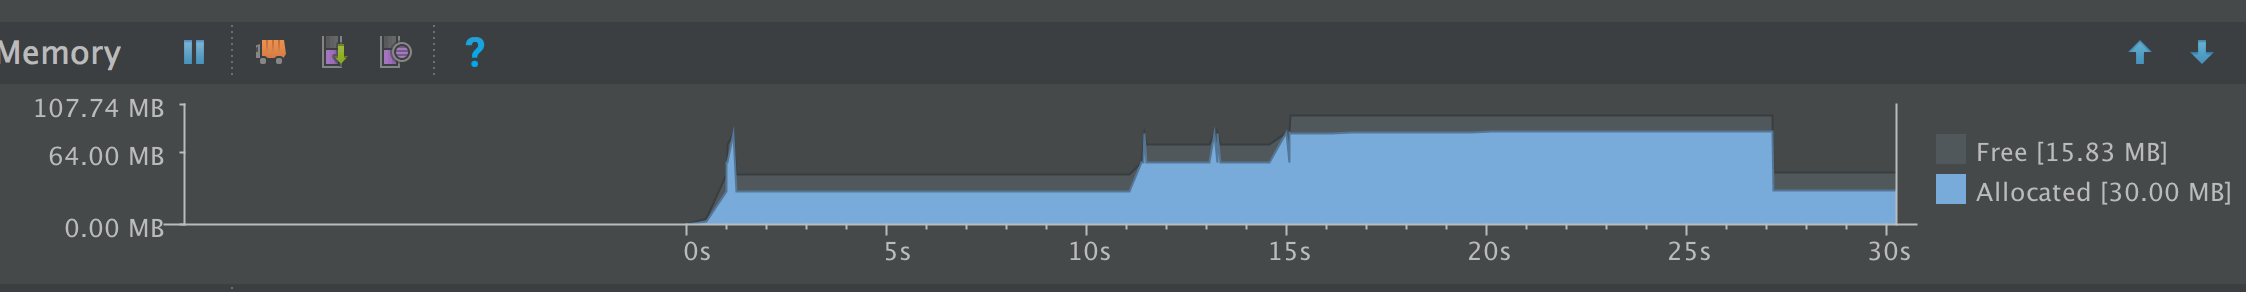 Memory
?
107.74 MB
64.00 MB
0.00 MB
0s 5s 10s 15s 20s 25s 30s
Free [15.83 MB]
Allocated [30.00 MB]